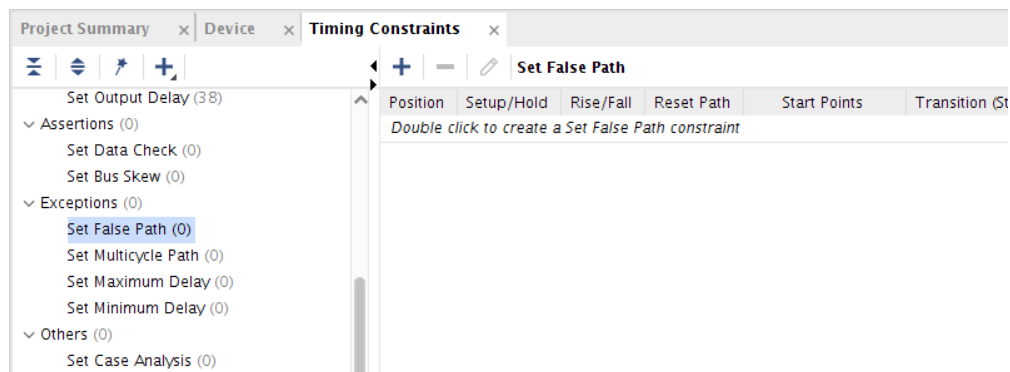 Project Summary × Device × Timing Constraints ×
Set False Path
Set Output Delay (38)
Assertions (0)
Set Data Check (0)
Set Bus Skew (0)
Exceptions (0)
Set False Path (0)
Set Multicycle Path (0)
Set Maximum Delay (0)
Set Minimum Delay (0)
Others (0)
Set Case Analysis (0)
Position Setup/Hold Rise/Fall Reset Path Start Points Transition (St
Double click to create a Set False Path constraint